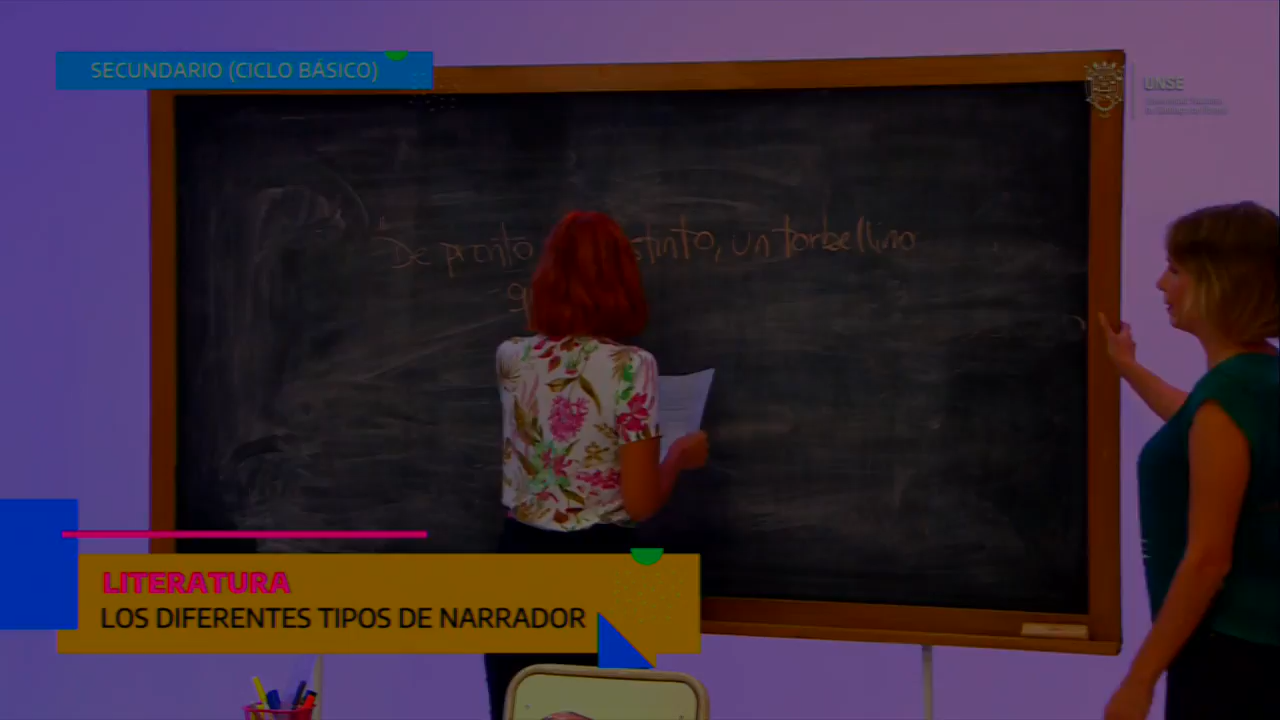 SECUNDARIO (CICLO BÁSICO)
UNSE
De pronto stinto, un torbellino
g
LITERATURA
LOS DIFERENTES TIPOS DE NARRADOR